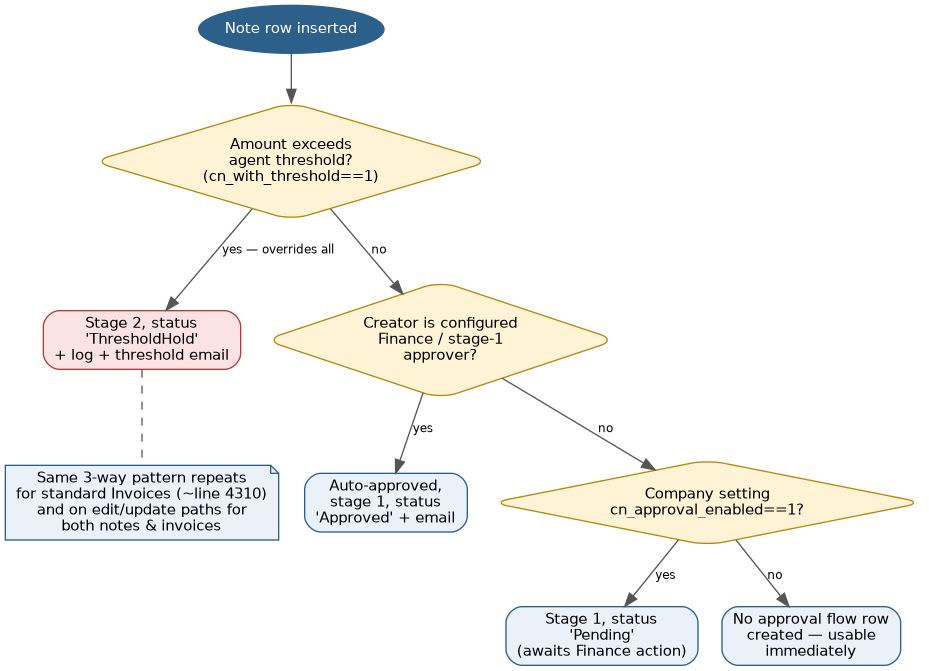 Note row inserted
Amount exceeds
agent threshold?
(cn_with_threshold==1)
yes — overrides all
no
Stage 2, status
'ThresholdHold'
+ log + threshold email
Creator is configured
Finance / stage-1
approver?
yes
no
Same 3-way pattern repeats
for standard Invoices (~line 4310)
and on edit/update paths for
both notes & invoices
Auto-approved,
stage 1, status
'Approved' + email
Company setting
cn_approval_enabled==1?
yes
no
Stage 1, status
'Pending'
(awaits Finance action)
No approval flow row
created — usable
immediately